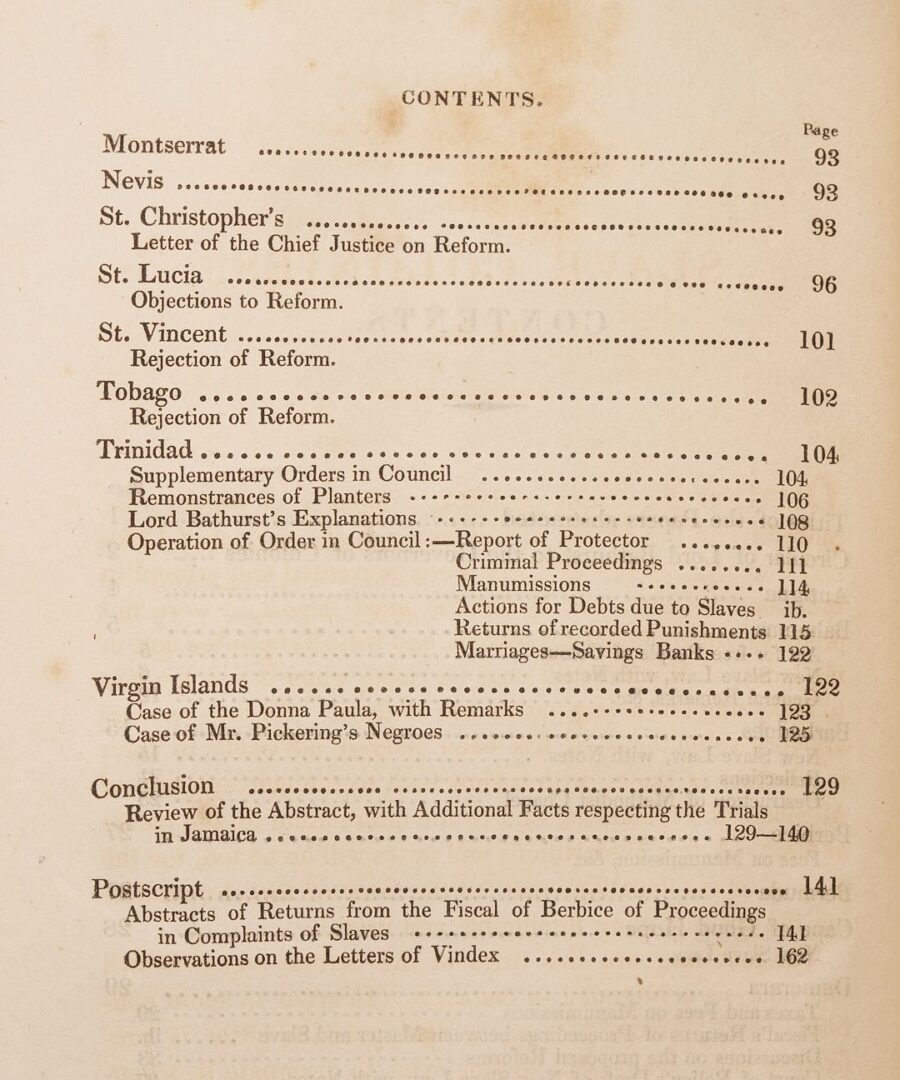 CONTENTS.
Page
Montserrat ........................................ 93
Nevis ........................................ 93
St. Christopher's ........................................ 93
Letter of the Chief Justice on Reform.
St. Lucia ........................................ 96
Objections to Reform.
St. Vincent ........................................ 101
Rejection of Reform.
Tobago ........................................ 102
Rejection of Reform.
Trinidad ........................................ 104
Supplementary Orders in Council .................... 104
Remonstrances of Planters .................... 106
Lord Bathurst's Explanations .................... 108
Operation of Order in Council:—Report of Protector ........ 110
Criminal Proceedings ........ 111
Manumissions ............ 114
Actions for Debts due to Slaves ib.
Returns of recorded Punishments 115
Marriages—Savings Banks .... 122
Virgin Islands ........................................ 122
Case of the Donna Paula, with Remarks .................... 123
Case of Mr. Pickering's Negroes .................... 125
Conclusion ........................................ 129
Review of the Abstract, with Additional Facts respecting the Trials
in Jamaica ........................................ 129—140
Postscript ........................................ 141
Abstracts of Returns from the Fiscal of Berbice of Proceedings
in Complaints of Slaves .................... 141
Observations on the Letters of Vindex .................... 162